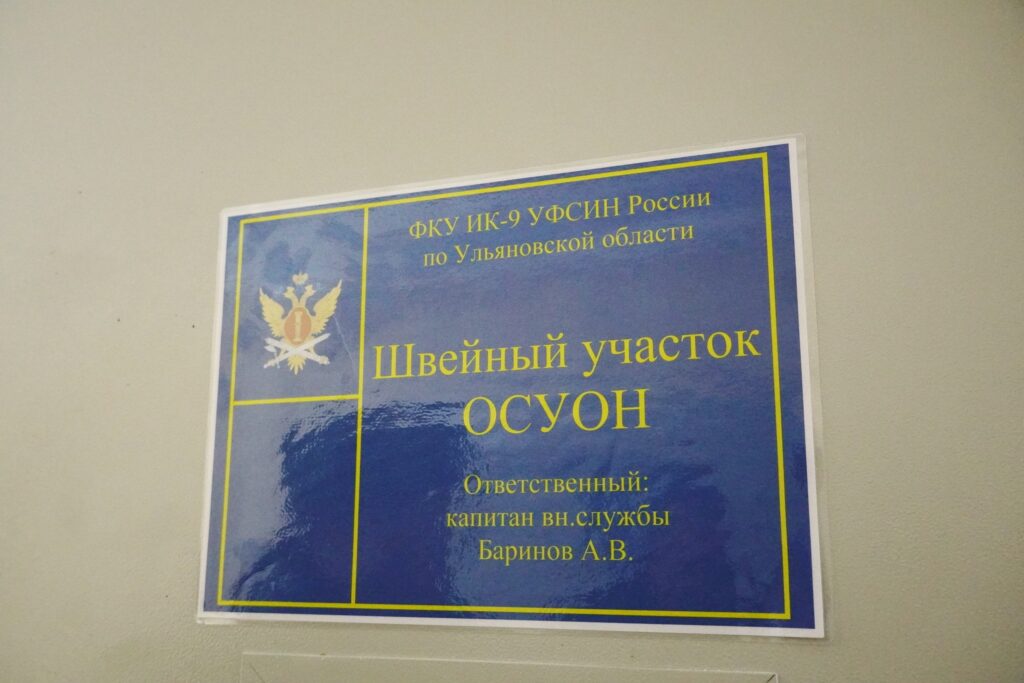 ФКУ ИК-9 УФСИН России
по Ульяновской области
Швейный участок
ОСУОН
Ответственный:
капитан вн.службы
Баринов А.В.